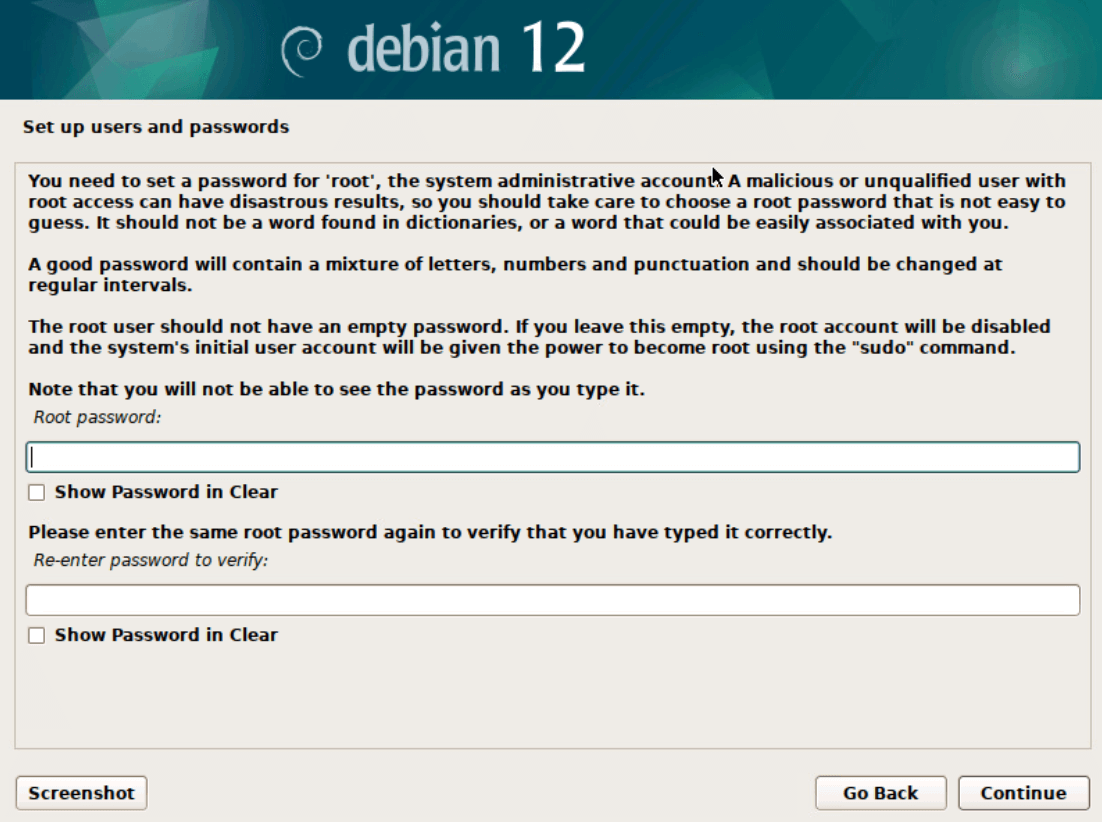 debian 12
Set up users and passwords
You need to set a password for 'root', the system administrative account. A malicious or unqualified user with
root access can have disastrous results, so you should take care to choose a root password that is not easy to
guess. It should not be a word found in dictionaries, or a word that could be easily associated with you.
A good password will contain a mixture of letters, numbers and punctuation and should be changed at
regular intervals.
The root user should not have an empty password. If you leave this empty, the root account will be disabled
and the system's initial user account will be given the power to become root using the "sudo" command.
Note that you will not be able to see the password as you type it.
Root password:
Show Password in Clear
Please enter the same root password again to verify that you have typed it correctly.
Re-enter password to verify:
Show Password in Clear
Screenshot
Go Back
Continue